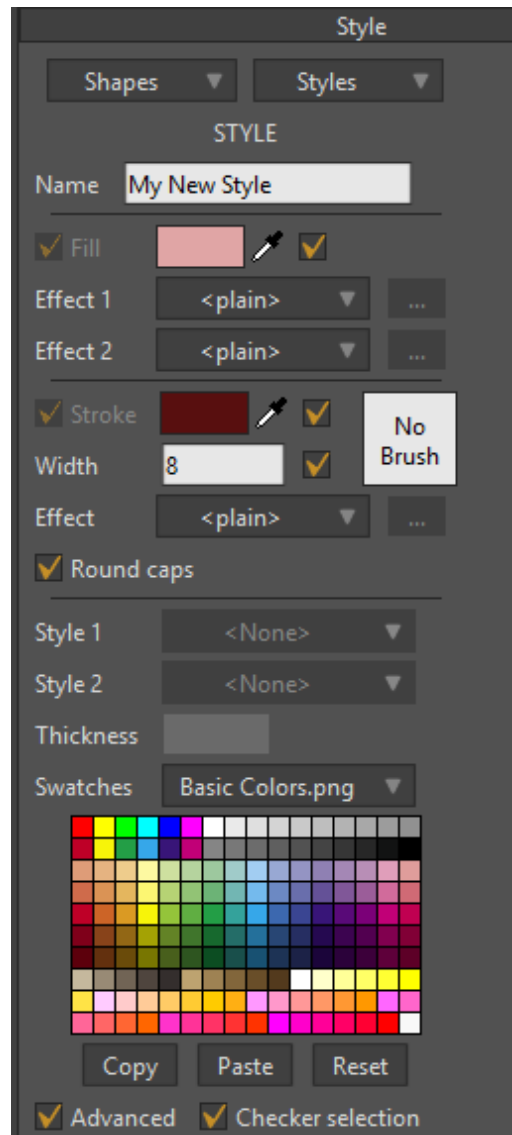 Style
Shapes Styles
STYLE
Name My New Style
Fill
Effect 1 <plain> ...
Effect 2 <plain> ...
Stroke No
Width 8 Brush
Effect <plain> ...
Round caps
Style 1 <None>
Style 2 <None>
Thickness
Swatches Basic Colors.png
Copy Paste Reset
Advanced Checker selection